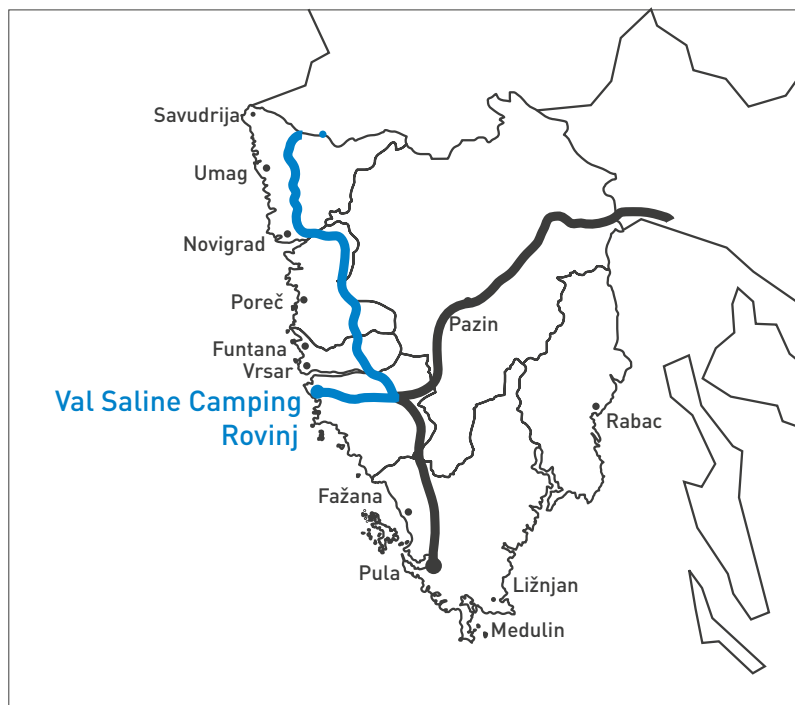 Savudrija
Umag
Novigrad
Poreč
Pazin
Funtana
Vrsar
Val Saline Camping
Rovinj
Rabac
Fažana
Pula
Ližnjan
Medulin